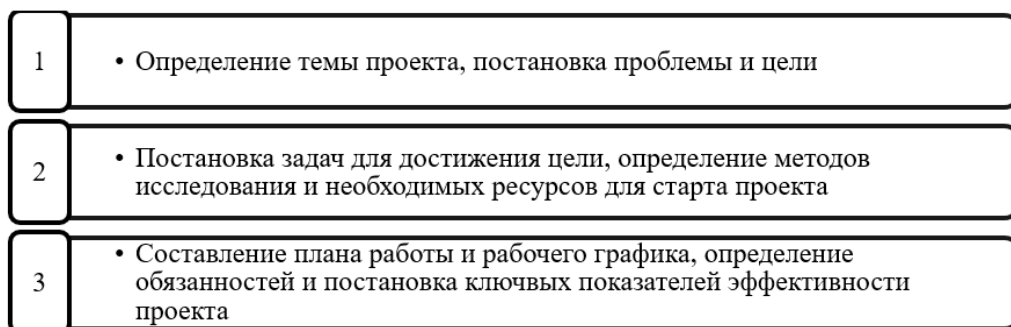 1
• Определение темы проекта, постановка проблемы и цели
2
• Постановка задач для достижения цели, определение методов
исследования и необходимых ресурсов для старта проекта
3
• Составление плана работы и рабочего графика, определение
обязанностей и постановка ключвых показателей эффективности
проекта